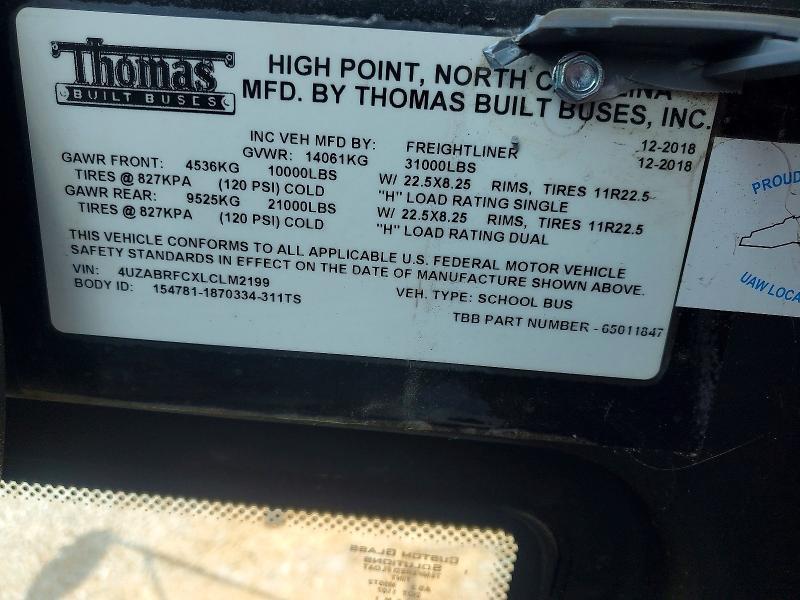 Thomas
BUILT BUSES
HIGH POINT, NORTH LINA
MFD. BY THOMAS BUILT BUSES, INC.
INC VEH MFD BY: FREIGHTLINER 12-2018
GVWR: 14061KG 31000LBS 12-2018
GAWR FRONT: 4536KG 10000LBS W/ 22.5X8.25 RIMS, TIRES 11R22.5
TIRES @ 827KPA (120 PSI) COLD "H" LOAD RATING SINGLE
GAWR REAR: 9525KG 21000LBS W/ 22.5X8.25 RIMS, TIRES 11R22.5
TIRES @ 827KPA (120 PSI) COLD "H" LOAD RATING DUAL
THIS VEHICLE CONFORMS TO ALL APPLICABLE U.S. FEDERAL MOTOR VEHICLE
SAFETY STANDARDS IN EFFECT ON THE DATE OF MANUFACTURE SHOWN ABOVE.
VIN: 4UZABRFCXLCLM2199
BODY ID: 154781-1870334-311TS VEH. TYPE: SCHOOL BUS
TBB PART NUMBER - 65011847
PROUD
UAW LOCA
CUSTOM GLASS
SOLUTIONS